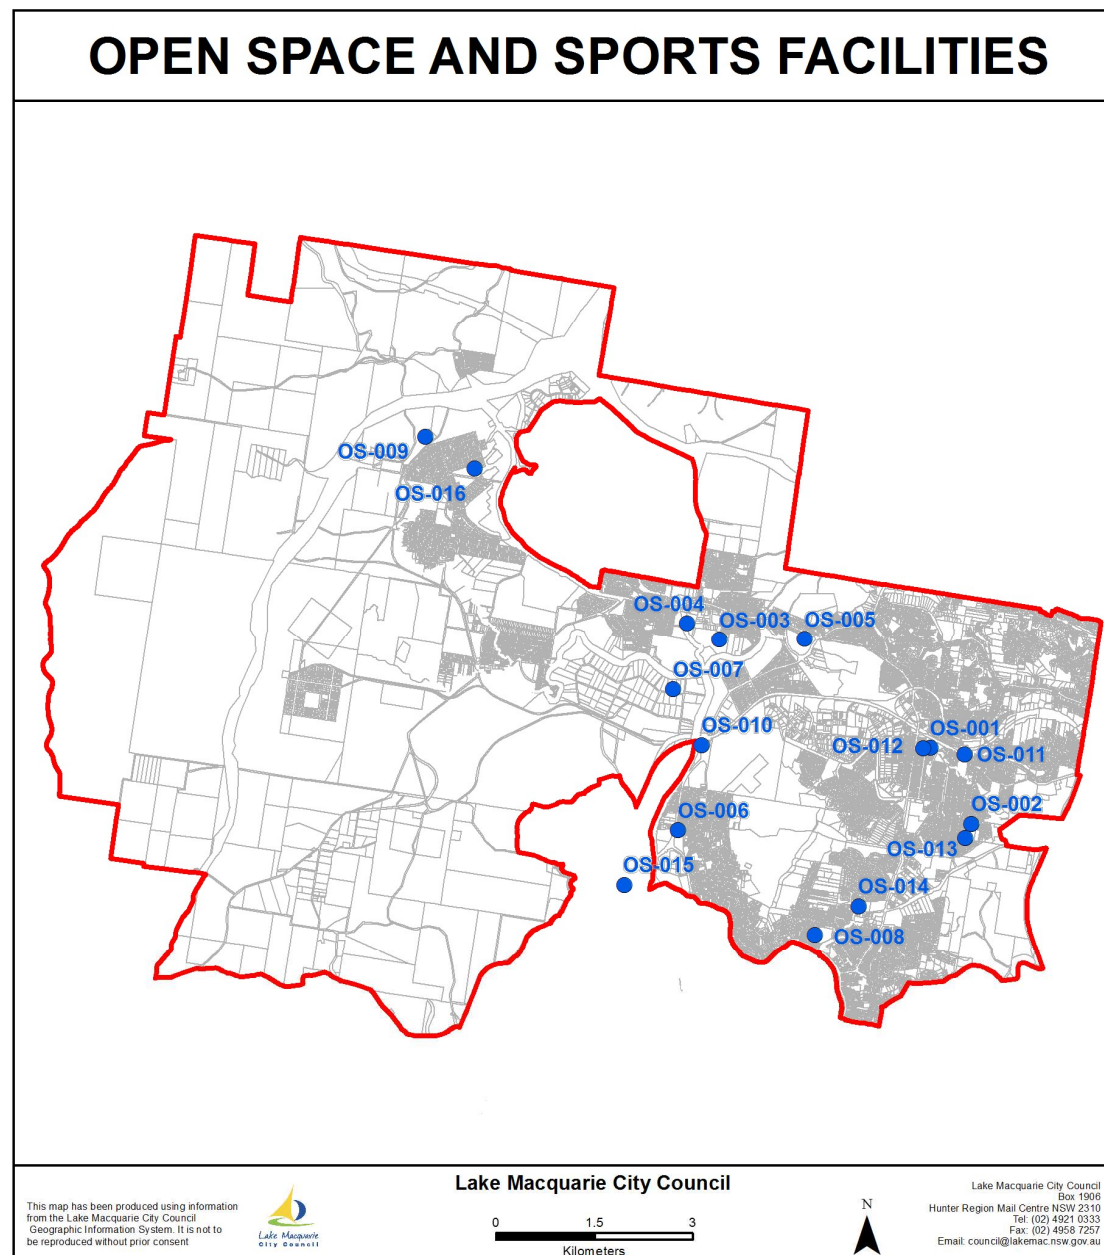 OPEN SPACE AND SPORTS FACILITIES
OS-009
OS-016
OS-004
OS-003
OS-005
OS-007
OS-010
OS-001
OS-012
OS-011
OS-002
OS-006
OS-013
OS-015
OS-014
OS-008
This map has been produced using information
from the Lake Macquarie City Council
Geographic Information System. It is not to
be reproduced without prior consent
Lake Macquarie
City Council
Lake Macquarie City Council
0 1.5 3
Kilometers
N
Lake Macquarie City Council
Box 1906
Hunter Region Mail Centre NSW 2310
Tel: (02) 4921 0333
Fax: (02) 4958 7257
Email: council@lakemac.nsw.gov.au